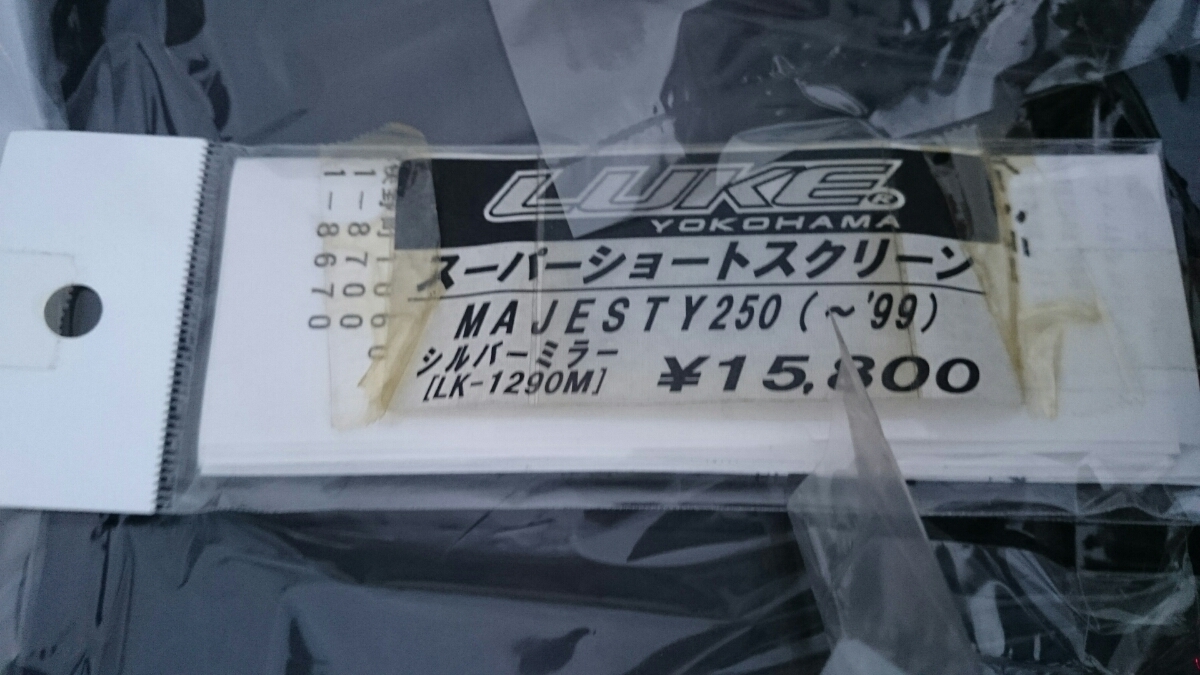 LUKE®
YOKOHAMA
スーパーショートスクリーン
MAJESTY250 (～'99)
シルバーミラー
[LK-1290M]
¥15,800
1-8700
1-8670